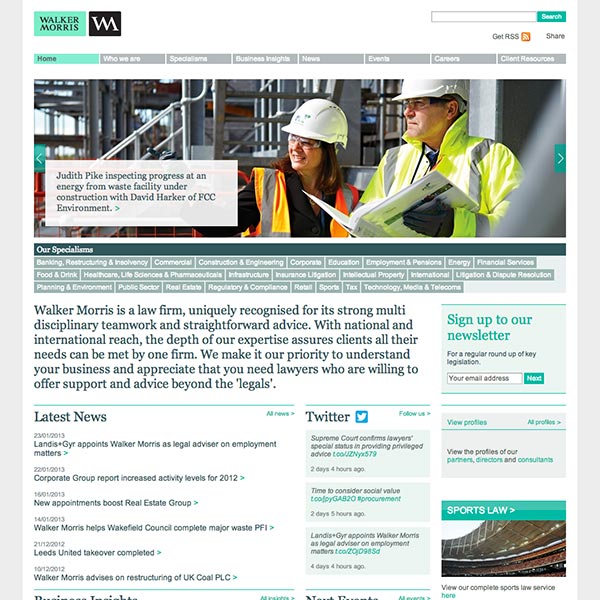 WALKER
MORRIS
WM
Search
Get RSS
Share
Home
Who we are
Specialisms
Business Insights
News
Events
Careers
Client Resources
Judith Pike inspecting progress at an
energy from waste facility under
construction with David Harker of FCC
Environment. >
Our Specialisms
Banking, Restructuring & Insolvency Commercial Construction & Engineering Corporate Education Employment & Pensions Energy Financial Services
Food & Drink Healthcare, Life Sciences & Pharmaceuticals Infrastructure Insurance Litigation Intellectual Property International Litigation & Dispute Resolution
Planning & Environment Public Sector Real Estate Regulatory & Compliance Retail Sports Tax Technology, Media & Telecoms
Walker Morris is a law firm, uniquely recognised for its strong multi
disciplinary teamwork and straightforward advice. With national and
international reach, the depth of our expertise assures clients all their
needs can be met by one firm. We make it our priority to understand
your business and appreciate that you need lawyers who are willing to
offer support and advice beyond the 'legals'.
Sign up to our
newsletter
For a regular round up of key
legislation.
Your email address
Next
Latest News
All news >
23/01/2013
Landis+Gyr appoints Walker Morris as legal adviser on employment
matters >
22/01/2013
Corporate Group report increased activity levels for 2012 >
16/01/2013
New appointments boost Real Estate Group >
14/01/2013
Walker Morris helps Wakefield Council complete major waste PFI >
21/12/2012
Leeds United takeover completed >
10/12/2012
Walker Morris advises on restructuring of UK Coal PLC >
Twitter
Follow us >
Supreme Court confirms lawyers'
special status in providing privileged
advice t.co/JZNyx579
2 days 4 hours ago.
Time to consider social value
t.co/jpyGAB2O #procurement
2 days 5 hours ago.
Landis+Gyr appoints Walker Morris
as legal adviser on employment
matters t.co/ZOjD98Sd
4 days 4 hours ago.
View profiles
All profiles >
View the profiles of our
partners, directors and consultants
SPORTS LAW >
View our complete sports law service
here
Business Insights
All insights >
Next Events
All events >